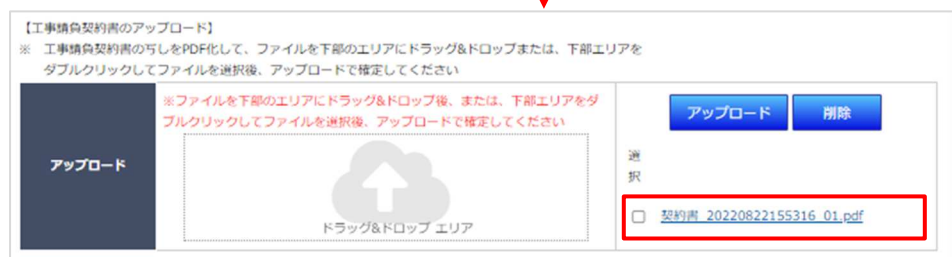 【工事請負契約書のアップロード】
※ 工事請負契約書の写しをPDF化して、ファイルを下部のエリアにドラッグ&ドロップまたは、下部エリアを
ダブルクリックしてファイルを選択後、アップロードで確定してください
アップロード
※ファイルを下部のエリアにドラッグ&ドロップ後、または、下部エリアをダ
ブルクリックしてファイルを選択後、アップロードで確定してください
ドラッグ&ドロップ エリア
アップロード 削除
選
択
契約書_20220822155316_01.pdf